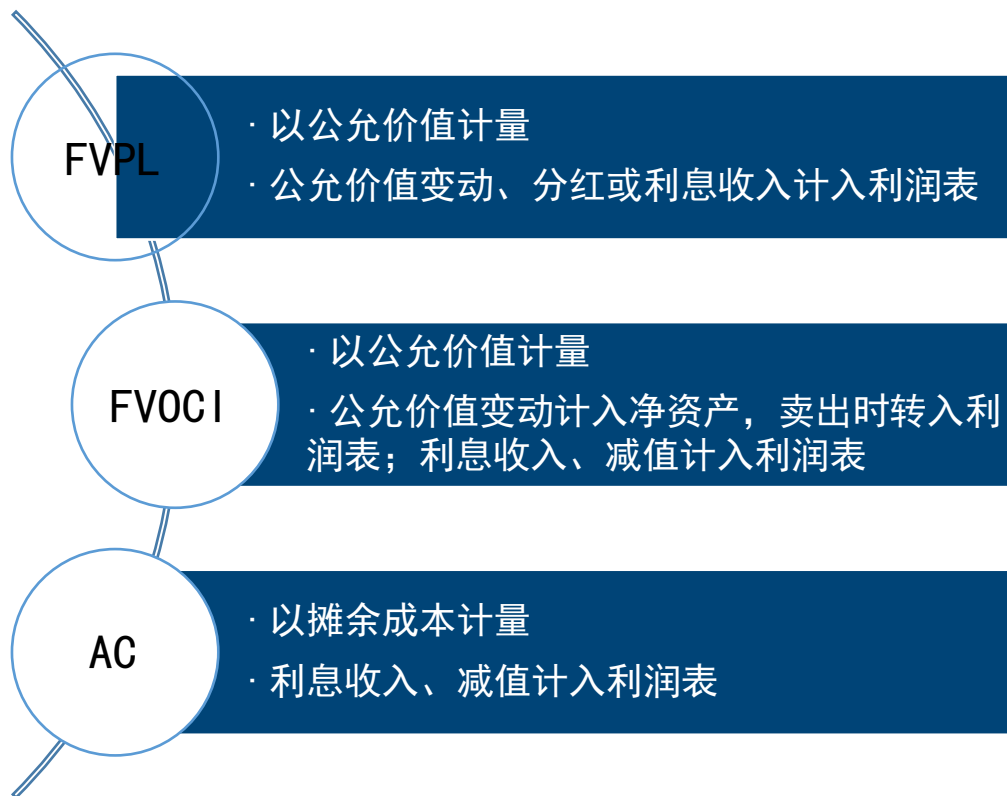 FVPL
· 以公允价值计量
· 公允价值变动、分红或利息收入计入利润表
FVOCI
· 以公允价值计量
· 公允价值变动计入净资产，卖出时转入利
润表；利息收入、减值计入利润表
AC
· 以摊余成本计量
· 利息收入、减值计入利润表